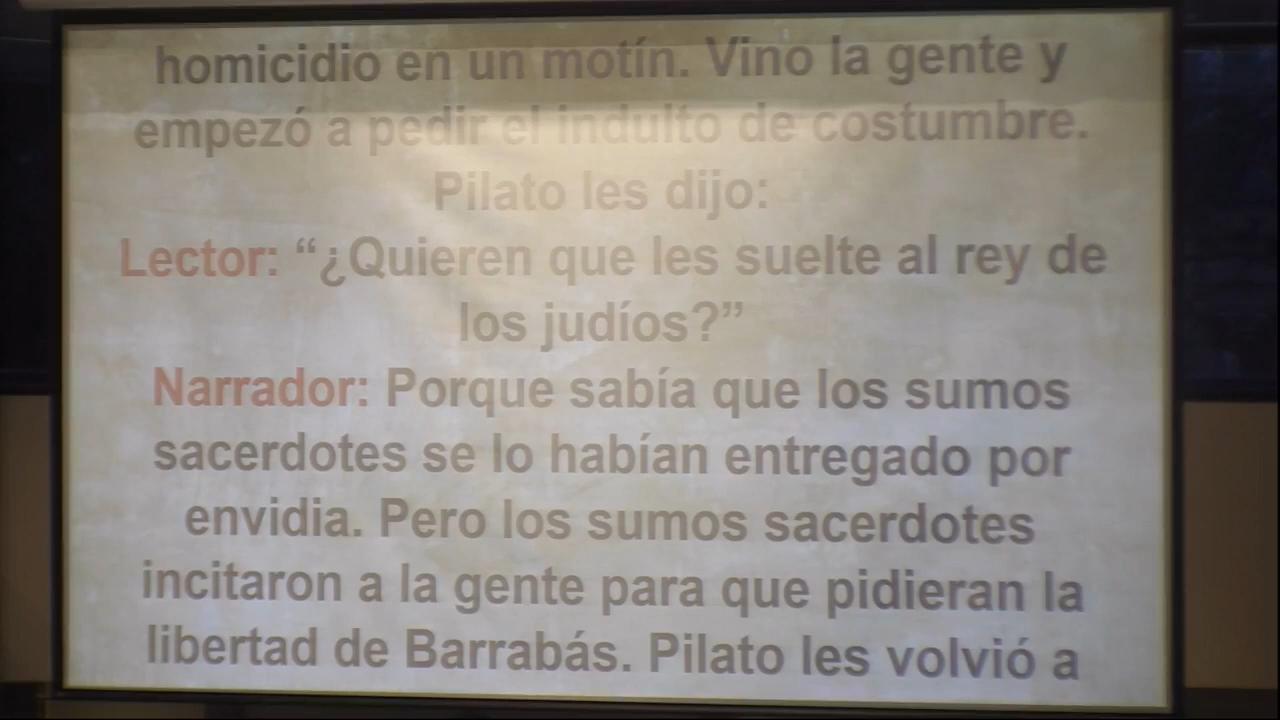 homicidio en un motín. Vino la gente y
empezó a pedir el indulto de costumbre.
Pilato les dijo:
Lector: “¿Quieren que les suelte al rey de
los judíos?”
Narrador: Porque sabía que los sumos
sacerdotes se lo habían entregado por
envidia. Pero los sumos sacerdotes
incitaron a la gente para que pidieran la
libertad de Barrabás. Pilato les volvió a